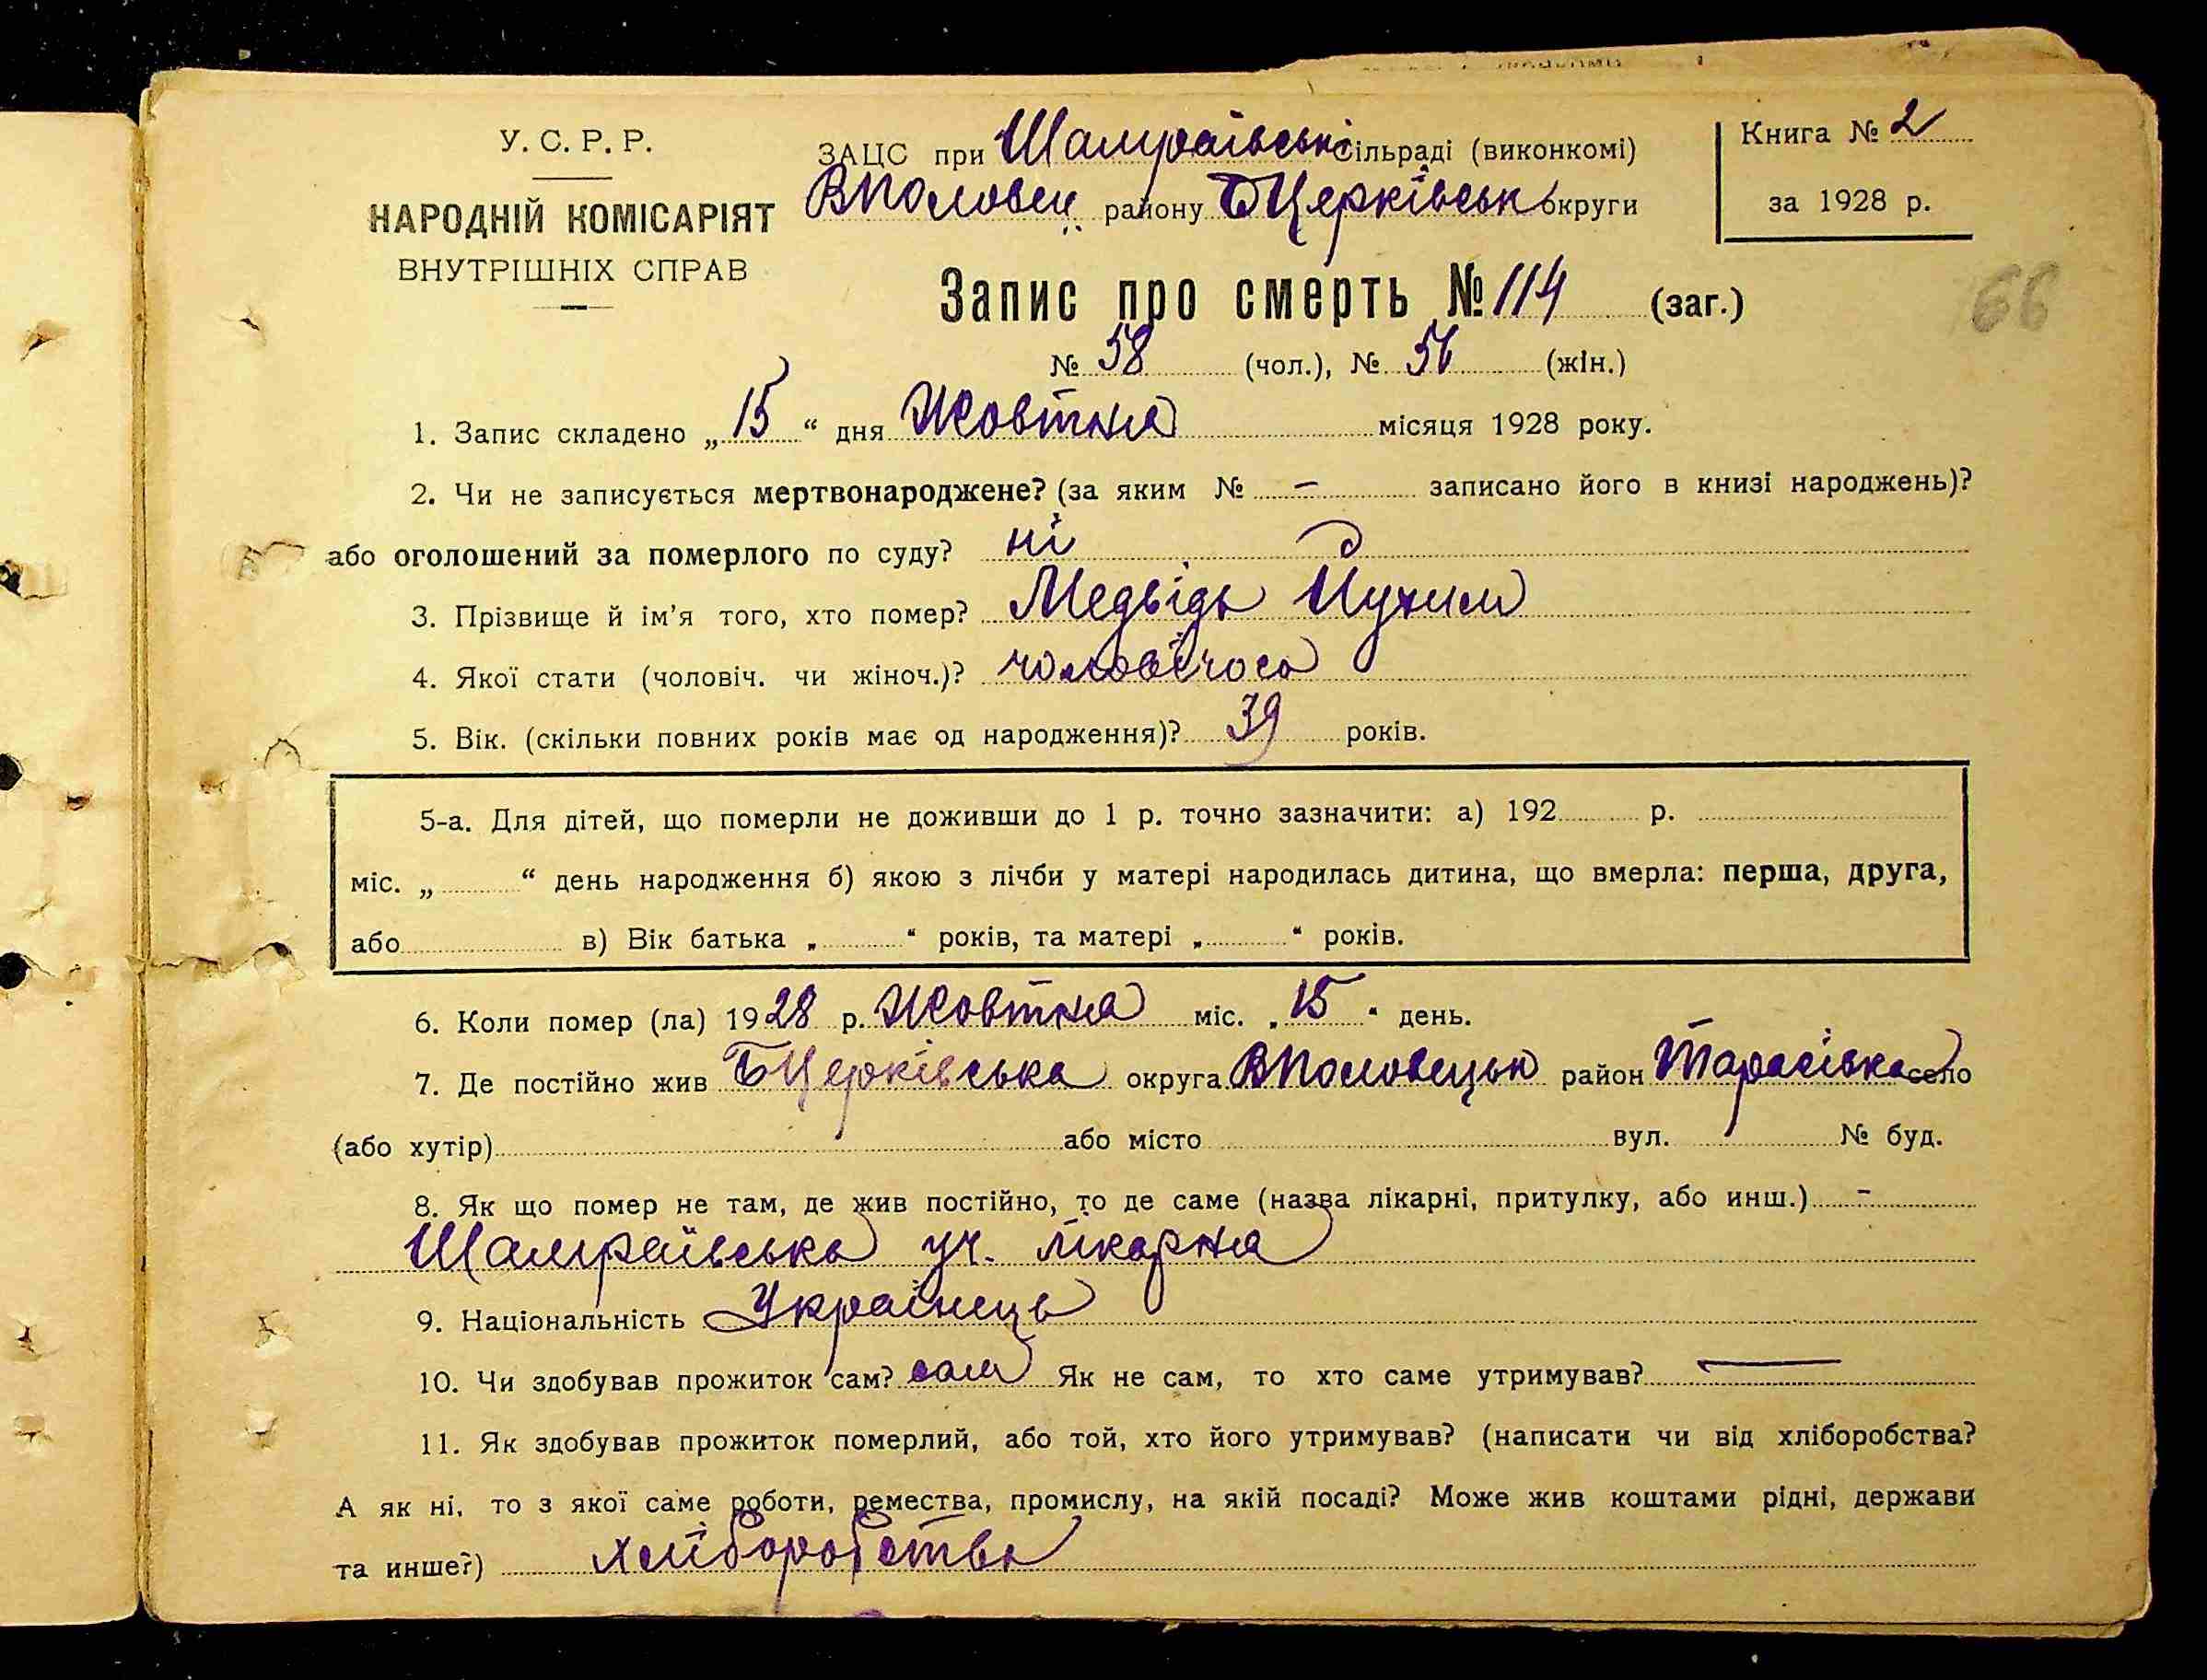 У. С. Р. Р.
НАРОДНІЙ КОМІСАРІЯТ
ВНУТРІШНІХ СПРАВ
ЗАЦС при Шамраївські сільраді (виконкомі)
ВПоловец. району БЦерківськ округи
Книга № 2
за 1928 р.
66
Запис про смерть № 114 (заг.)
№ 58 (чол.), № 56 (жін.)
1. Запис складено „ 15 “ дня Жовтня місяця 1928 року.
2. Чи не записується мертвонароджене? (за яким № – записано його в книзі народжень)?
або оголошений за померлого по суду? ні
3. Прізвище й ім'я того, хто помер? Медвідь Юхим
4. Якої стати (чоловіч. чи жіноч.)? чоловічого
5. Вік. (скільки повних років має од народження)? 39 років.
5-а. Для дітей, що померли не доживши до 1 р. точно зазначити: а) 192 р.
міс. „ “ день народження б) якою з лічби у матері народилась дитина, що вмерла: перша, друга,
або в) Вік батька „ “ років, та матері „ “ років.
6. Коли помер (ла) 1928 р. Жовтня міс. „ 15 “ день.
7. Де постійно жив БЦерківська округа ВПоловецьк район Тарасівка село
(або хутір) або місто вул. № буд.
8. Як що помер не там, де жив постійно, то де саме (назва лікарні, притулку, або инш.) –
Шамраївська уч. лікарня
9. Національність Українець
10. Чи здобував прожиток сам? сам Як не сам, то хто саме утримував? —
11. Як здобував прожиток померлий, або той, хто його утримував? (написати чи від хліборобства?
А як ні, то з якої саме роботи, ремества, промислу, на якій посаді? Може жив коштами рідні, держави
та инше?) хліборобство